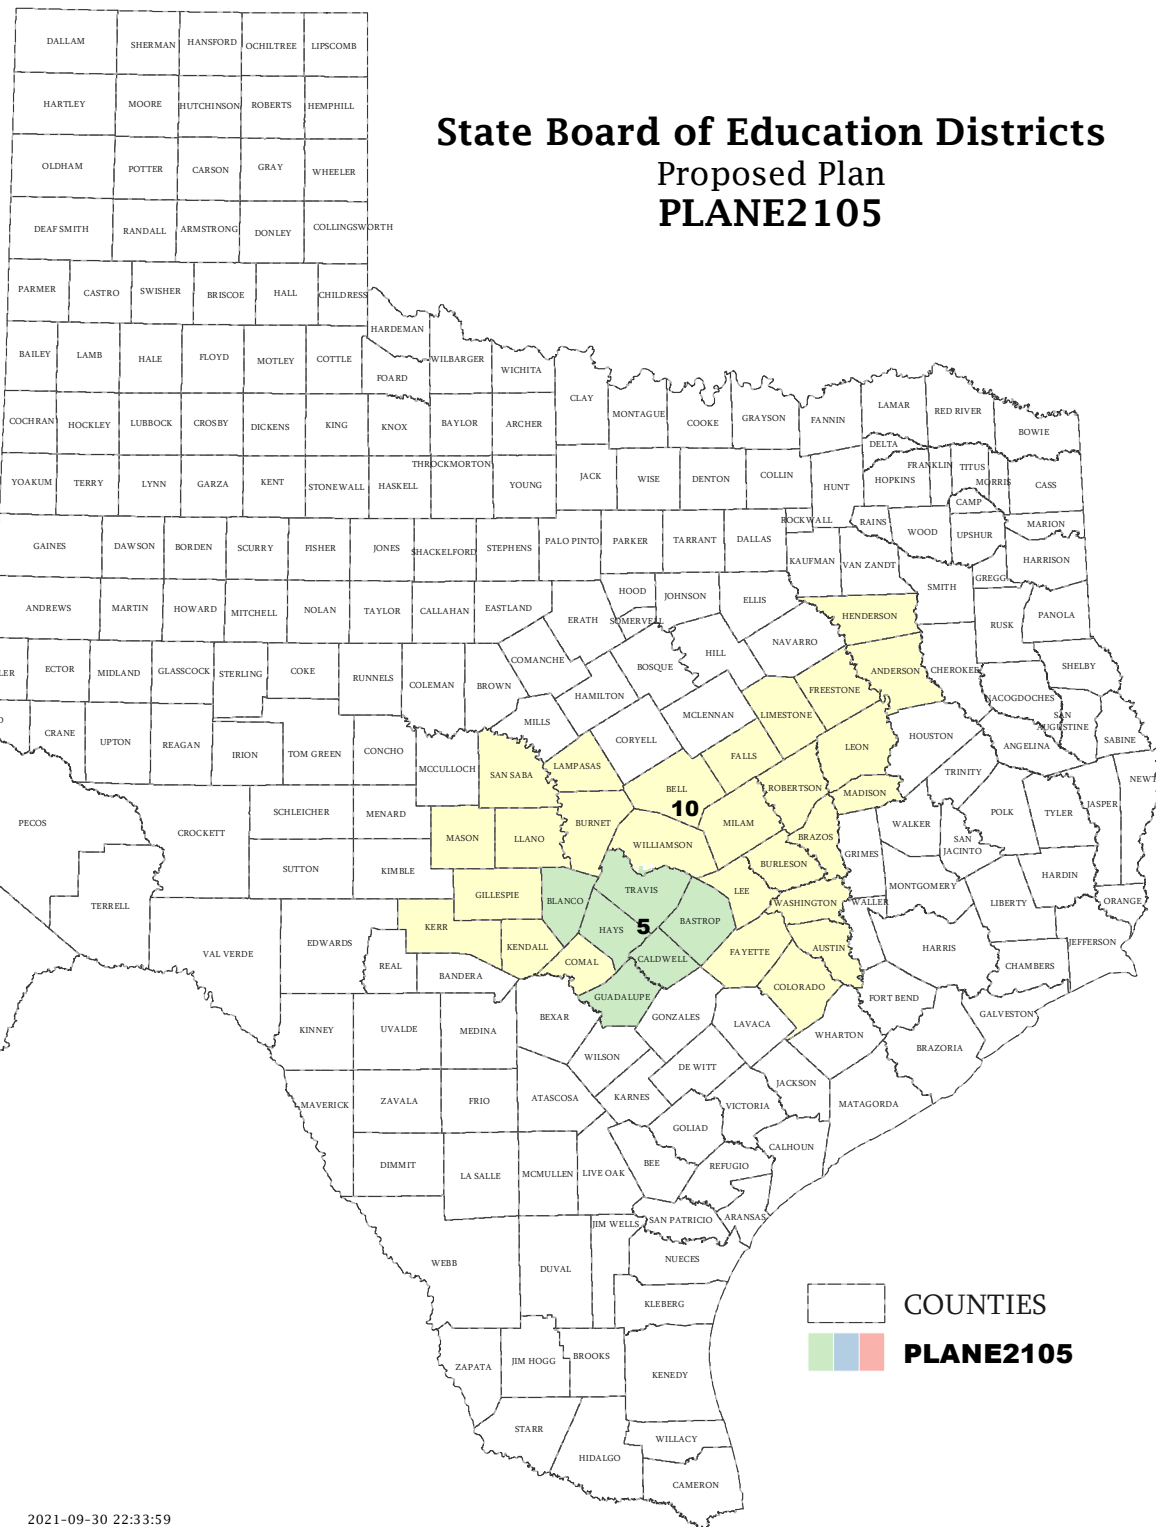 State Board of Education Districts
Proposed Plan
PLANE2105
DALLAM
SHERMAN
HANSFORD
OCHILTREE
LIPSCOMB
HARTLEY
MOORE
HUTCHINSON
ROBERTS
HEMPHILL
OLDHAM
POTTER
CARSON
GRAY
WHEELER
DEAF SMITH
RANDALL
ARMSTRONG
DONLEY
COLLINGSWORTH
PARMER
CASTRO
SWISHER
BRISCOE
HALL
CHILDRESS
HARDEMAN
BAILEY
LAMB
HALE
FLOYD
MOTLEY
COTTLE
FOARD
WILBARGER
WICHITA
CLAY
MONTAGUE
COOKE
GRAYSON
FANNIN
LAMAR
RED RIVER
BOWIE
COCHRAN
HOCKLEY
LUBBOCK
CROSBY
DICKENS
KING
KNOX
BAYLOR
ARCHER
DELTA
YOAKUM
TERRY
LYNN
GARZA
KENT
STONEWALL
HASKELL
THROCKMORTON
YOUNG
JACK
WISE
DENTON
COLLIN
HUNT
HOPKINS
FRANKLIN
TITUS
MORRIS
CASS
CAMP
GAINES
DAWSON
BORDEN
SCURRY
FISHER
JONES
SHACKELFORD
STEPHENS
PALO PINTO
PARKER
TARRANT
DALLAS
ROCKWALL
RAINS
WOOD
UPSHUR
MARION
KAUFMAN
VAN ZANDT
HARRISON
GREGG
SMITH
ANDREWS
MARTIN
HOWARD
MITCHELL
NOLAN
TAYLOR
CALLAHAN
EASTLAND
ERATH
HOOD
SOMERVELL
JOHNSON
ELLIS
HENDERSON
RUSK
PANOLA
LER
ECTOR
MIDLAND
GLASSCOCK
STERLING
COKE
RUNNELS
COLEMAN
BROWN
COMANCHE
HAMILTON
BOSQUE
HILL
NAVARRO
ANDERSON
CHEROKEE
NACOGDOCHES
SHELBY
FREESTONE
LIMESTONE
SAN
AUGUSTINE
SABINE
CRANE
UPTON
REAGAN
IRION
TOM GREEN
CONCHO
MCCULLOCH
SAN SABA
MILLS
LAMPASAS
CORYELL
MCLENNAN
FALLS
LEON
HOUSTON
ANGELINA
TRINITY
NEWT
PECOS
CROCKETT
SCHLEICHER
MENARD
MASON
LLANO
BURNET
BELL
10
MILAM
ROBERTSON
MADISON
BRAZOS
WALKER
SAN
JACINTO
POLK
TYLER
JASPER
WILLIAMSON
BURLESON
GRIMES
TERRELL
SUTTON
KIMBLE
GILLESPIE
BLANCO
TRAVIS
LEE
WASHINGTON
WALLER
MONTGOMERY
LIBERTY
HARDIN
ORANGE
VAL VERDE
EDWARDS
REAL
KERR
BANDERA
KENDALL
COMAL
HAYS
5
BASTROP
CALDWELL
FAYETTE
AUSTIN
COLORADO
HARRIS
CHAMBERS
JEFFERSON
GUADALUPE
KINNEY
UVALDE
MEDINA
BEXAR
GONZALES
LAVACA
WHARTON
FORT BEND
GALVESTON
BRAZORIA
WILSON
DE WITT
JACKSON
MATAGORDA
MAVERICK
ZAVALA
FRIO
ATASCOSA
KARNES
VICTORIA
GOLIAD
CALHOUN
DIMMIT
LA SALLE
MCMULLEN
LIVE OAK
BEE
REFUGIO
JIM WELLS
SAN PATRICIO
ARANSAS
WEBB
DUVAL
NUECES
KLEBERG
ZAPATA
JIM HOGG
BROOKS
KENEDY
STARR
HIDALGO
WILLACY
CAMERON
COUNTIES
PLANE2105
2021-09-30 22:33:59